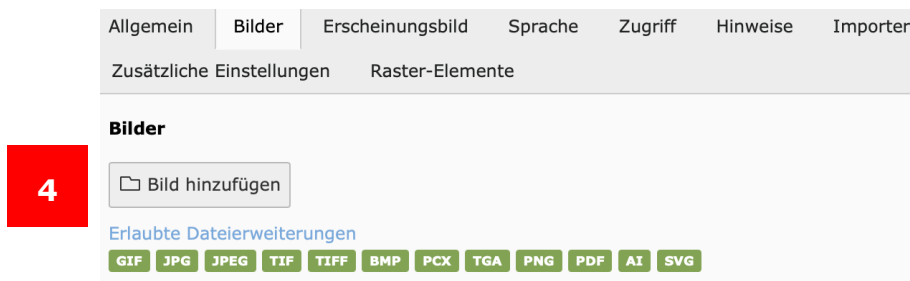 Allgemein Bilder Erscheinungsbild Sprache Zugriff Hinweise Importer
Zusätzliche Einstellungen Raster-Elemente
Bilder
4
Bild hinzufügen
Erlaubte Dateierweiterungen
GIF JPG JPEG TIF TIFF BMP PCX TGA PNG PDF AI SVG